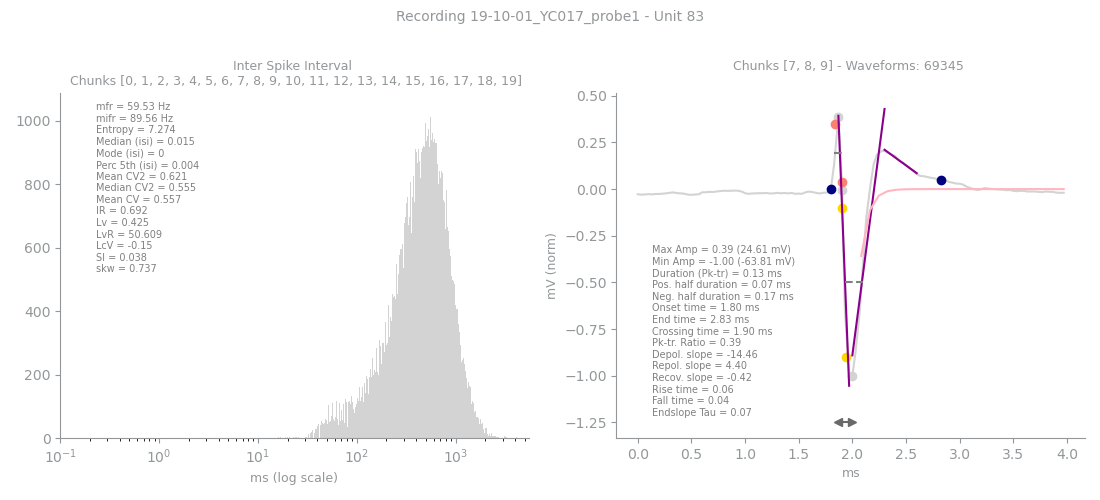 Recording 19-10-01_YC017_probe1 - Unit 83
Inter Spike Interval
Chunks [0, 1, 2, 3, 4, 5, 6, 7, 8, 9, 10, 11, 12, 13, 14, 15, 16, 17, 18, 19]
1000
800
600
400
200
0
mfr = 59.53 Hz
mifr = 89.56 Hz
Entropy = 7.274
Median (isi) = 0.015
Mode (isi) = 0
Perc 5th (isi) = 0.004
Mean CV2 = 0.621
Median CV2 = 0.555
Mean CV = 0.557
IR = 0.692
Lv = 0.425
LvR = 50.609
LcV = -0.15
SI = 0.038
skw = 0.737
10⁻¹ 10⁰ 10¹ 10² 10³
ms (log scale)
Chunks [7, 8, 9] - Waveforms: 69345
mV (norm)
0.50
0.25
0.00
−0.25
−0.50
−0.75
−1.00
−1.25
Max Amp = 0.39 (24.61 mV)
Min Amp = -1.00 (-63.81 mV)
Duration (Pk-tr) = 0.13 ms
Pos. half duration = 0.07 ms
Neg. half duration = 0.17 ms
Onset time = 1.80 ms
End time = 2.83 ms
Crossing time = 1.90 ms
Pk-tr. Ratio = 0.39
Depol. slope = -14.46
Repol. slope = 4.40
Recov. slope = -0.42
Rise time = 0.06
Fall time = 0.04
Endslope Tau = 0.07
0.0 0.5 1.0 1.5 2.0 2.5 3.0 3.5 4.0
ms